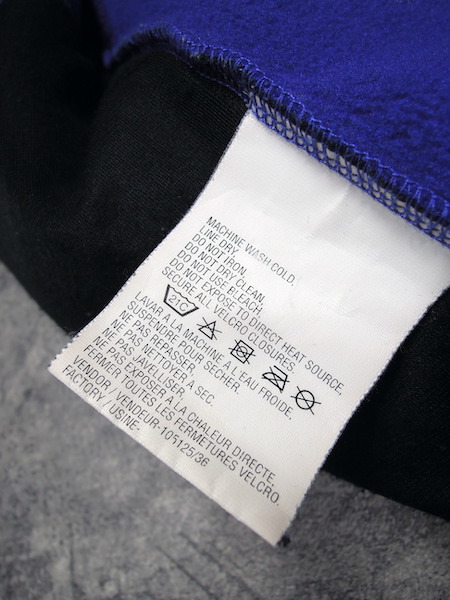 MACHINE WASH COLD.
LINE DRY.
DO NOT IRON.
DO NOT DRY CLEAN.
DO NOT USE BLEACH.
DO NOT EXPOSE TO DIRECT HEAT SOURCE,
SECURE ALL VELCRO CLOSURES.
21C
LAVAR A LA MACHINE À L'EAU FROIDE,
SUSPENDRE POUR SECHER.
NE PAS REPASSER.
NE PAS NETTOYER A SEC.
NE PAS JAVELLISER
NE PAS EXPOSER A LA CHALEUR DIRECTE,
FERMER TOUTES LES FERMETURES VELCRO.
VENDOR / VENDEUR-105125/36
FACTORY / USINE-